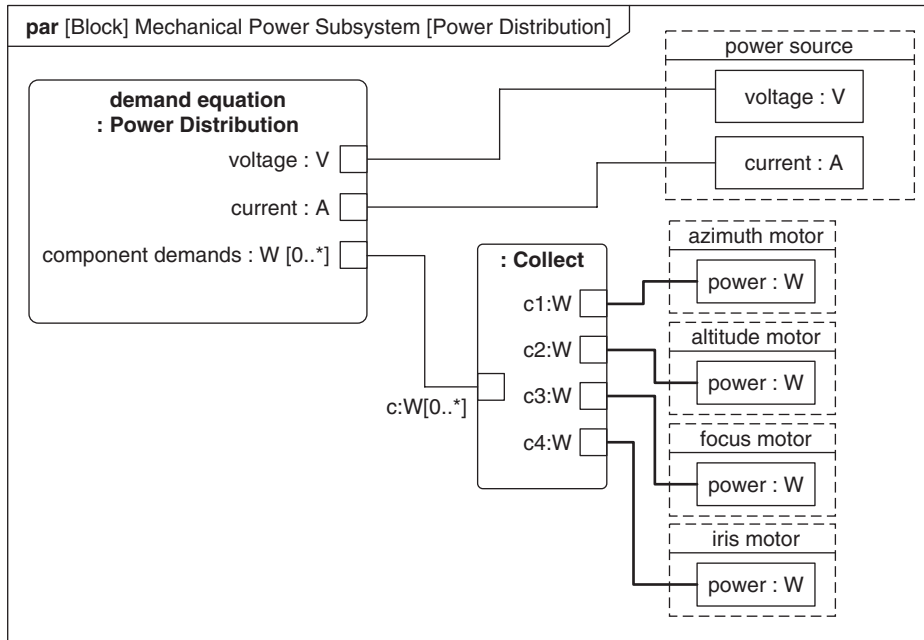 par [Block] Mechanical Power Subsystem [Power Distribution]
demand equation
: Power Distribution
voltage : V
current : A
component demands : W [0..*]
power source
voltage : V
current : A
: Collect
c1:W
c2:W
c3:W
c4:W
c:W[0..*]
azimuth motor
power : W
altitude motor
power : W
focus motor
power : W
iris motor
power : W